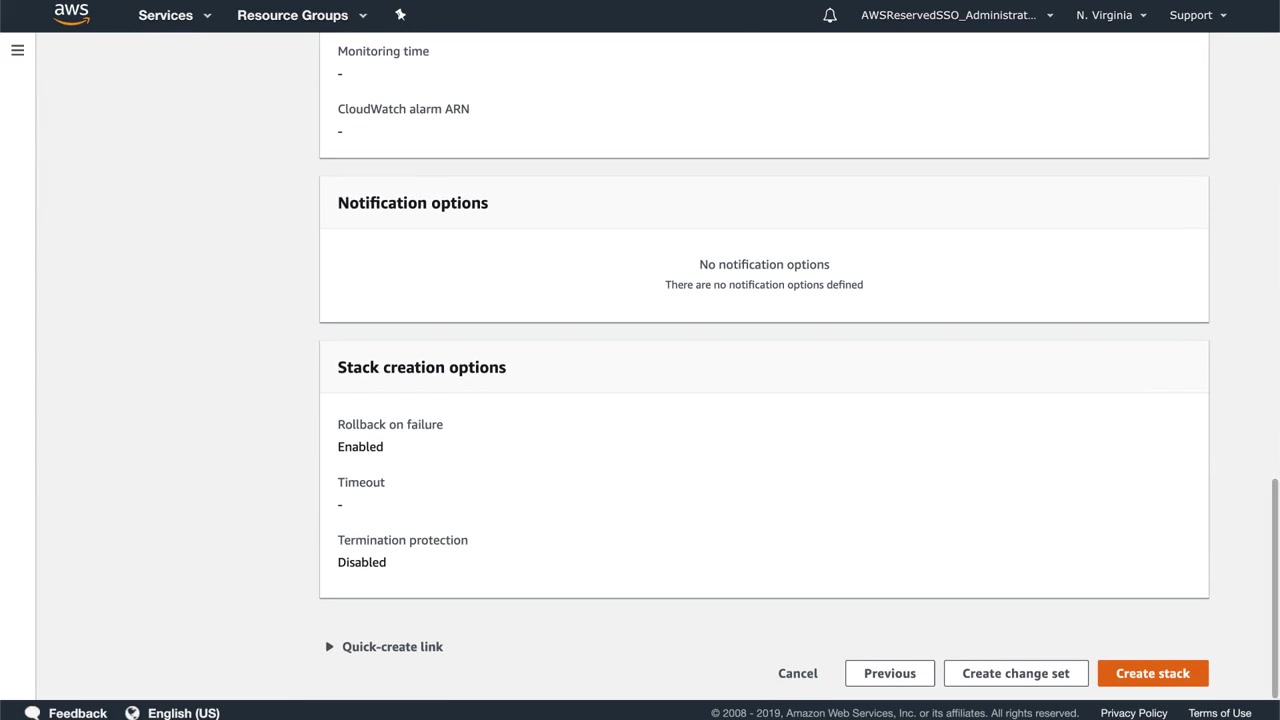 aws
Services
Resource Groups
AWSReservedSSO_Administrat...
N. Virginia
Support
Monitoring time
-
CloudWatch alarm ARN
-
Notification options
No notification options
There are no notification options defined
Stack creation options
Rollback on failure
Enabled
Timeout
-
Termination protection
Disabled
Quick-create link
Cancel
Previous
Create change set
Create stack
Feedback
English (US)
© 2008 - 2019, Amazon Web Services, Inc. or its affiliates. All rights reserved.
Privacy Policy
Terms of Use